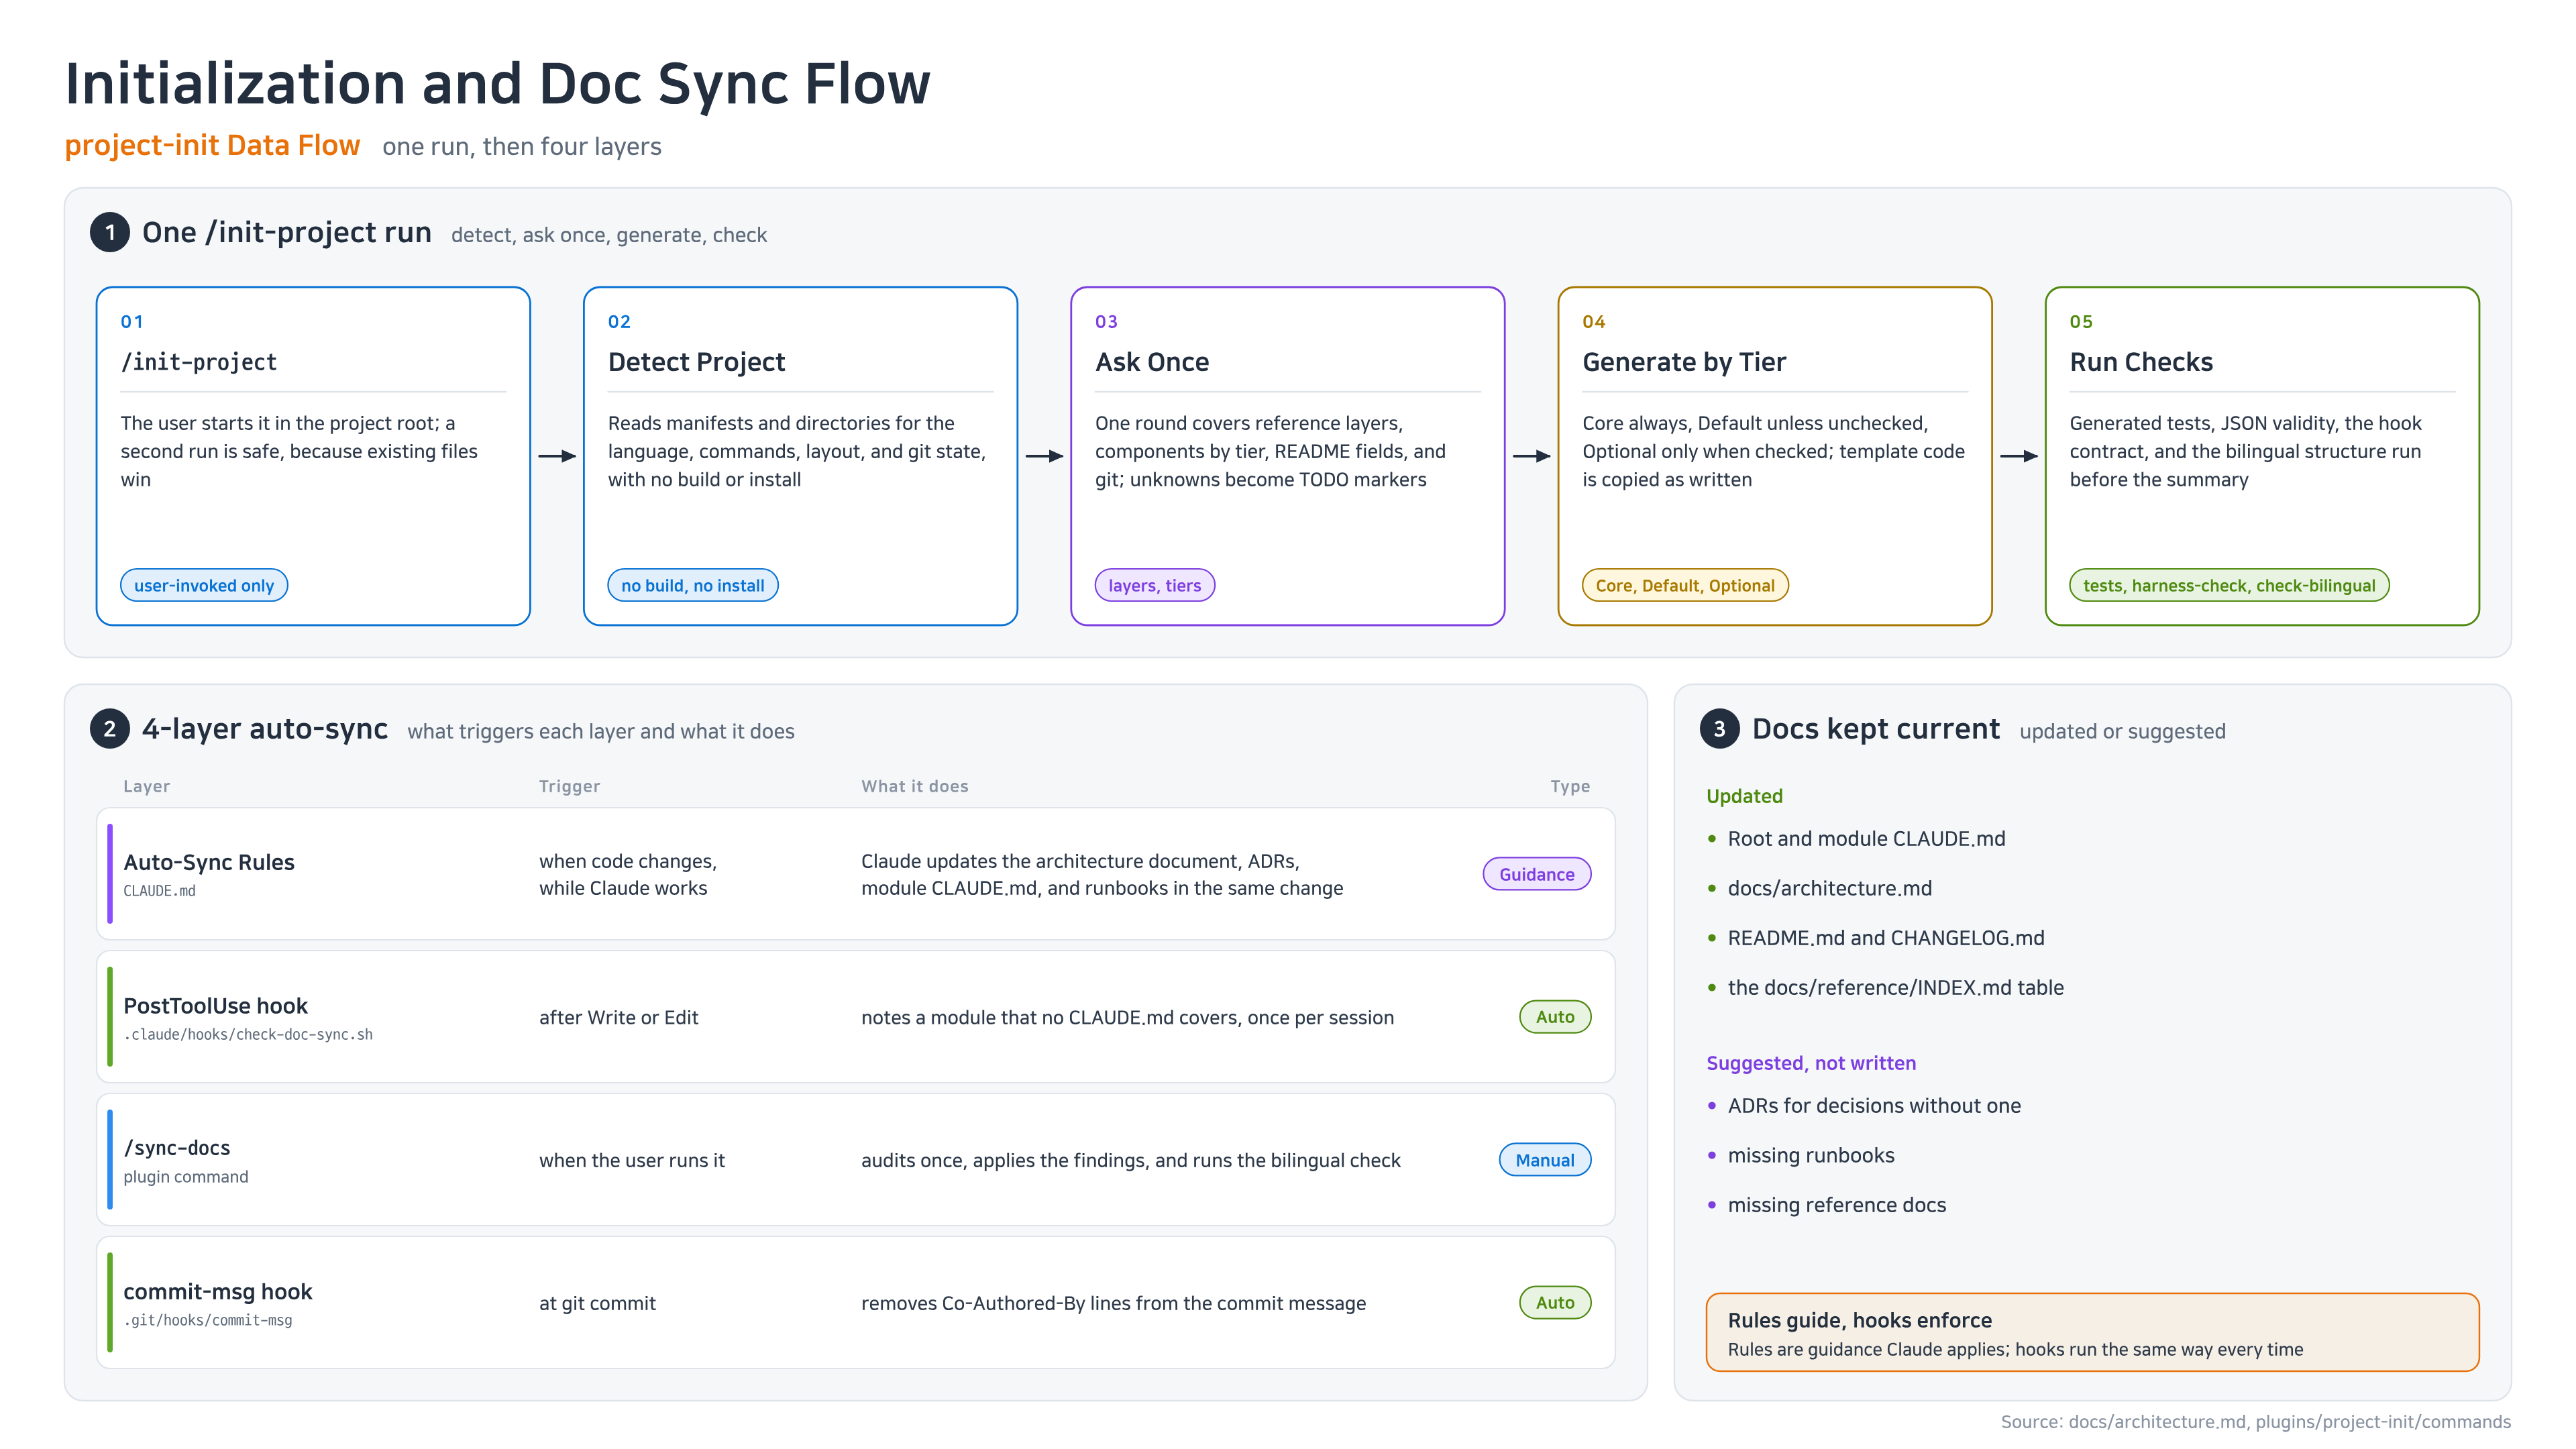 Initialization and Doc Sync Flow
project-init Data Flow one run, then four layers
1 One /init-project run detect, ask once, generate, check
01
/init-project
The user starts it in the project root; a
second run is safe, because existing files
win
user-invoked only
02
Detect Project
Reads manifests and directories for the
language, commands, layout, and git state,
with no build or install
no build, no install
03
Ask Once
One round covers reference layers,
components by tier, README fields, and
git; unknowns become TODO markers
layers, tiers
04
Generate by Tier
Core always, Default unless unchecked,
Optional only when checked; template code
is copied as written
Core, Default, Optional
05
Run Checks
Generated tests, JSON validity, the hook
contract, and the bilingual structure run
before the summary
tests, harness-check, check-bilingual
2 4-layer auto-sync what triggers each layer and what it does
Layer Trigger What it does Type
Auto-Sync Rules
CLAUDE.md
when code changes,
while Claude works
Claude updates the architecture document, ADRs,
module CLAUDE.md, and runbooks in the same change
Guidance
PostToolUse hook
.claude/hooks/check-doc-sync.sh
after Write or Edit
notes a module that no CLAUDE.md covers, once per session
Auto
/sync-docs
plugin command
when the user runs it
audits once, applies the findings, and runs the bilingual check
Manual
commit-msg hook
.git/hooks/commit-msg
at git commit
removes Co-Authored-By lines from the commit message
Auto
3 Docs kept current updated or suggested
Updated
• Root and module CLAUDE.md
• docs/architecture.md
• README.md and CHANGELOG.md
• the docs/reference/INDEX.md table
Suggested, not written
• ADRs for decisions without one
• missing runbooks
• missing reference docs
Rules guide, hooks enforce
Rules are guidance Claude applies; hooks run the same way every time
Source: docs/architecture.md, plugins/project-init/commands